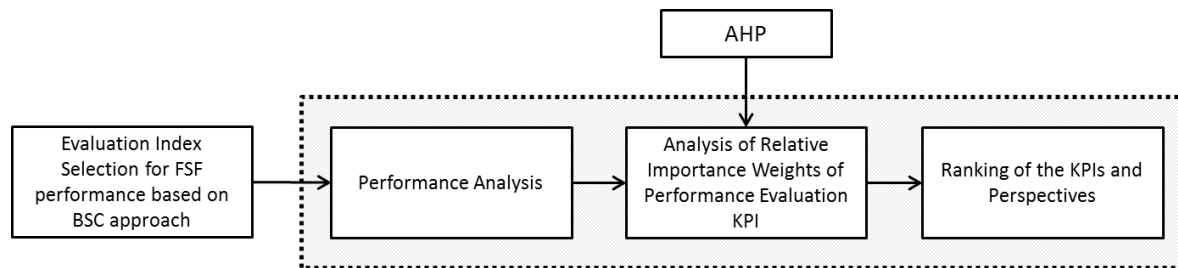 AHP
Evaluation Index
Selection for FSF
performance based on
BSC approach
Performance Analysis
Analysis of Relative
Importance Weights of
Performance Evaluation
KPI
Ranking of the KPIs and
Perspectives